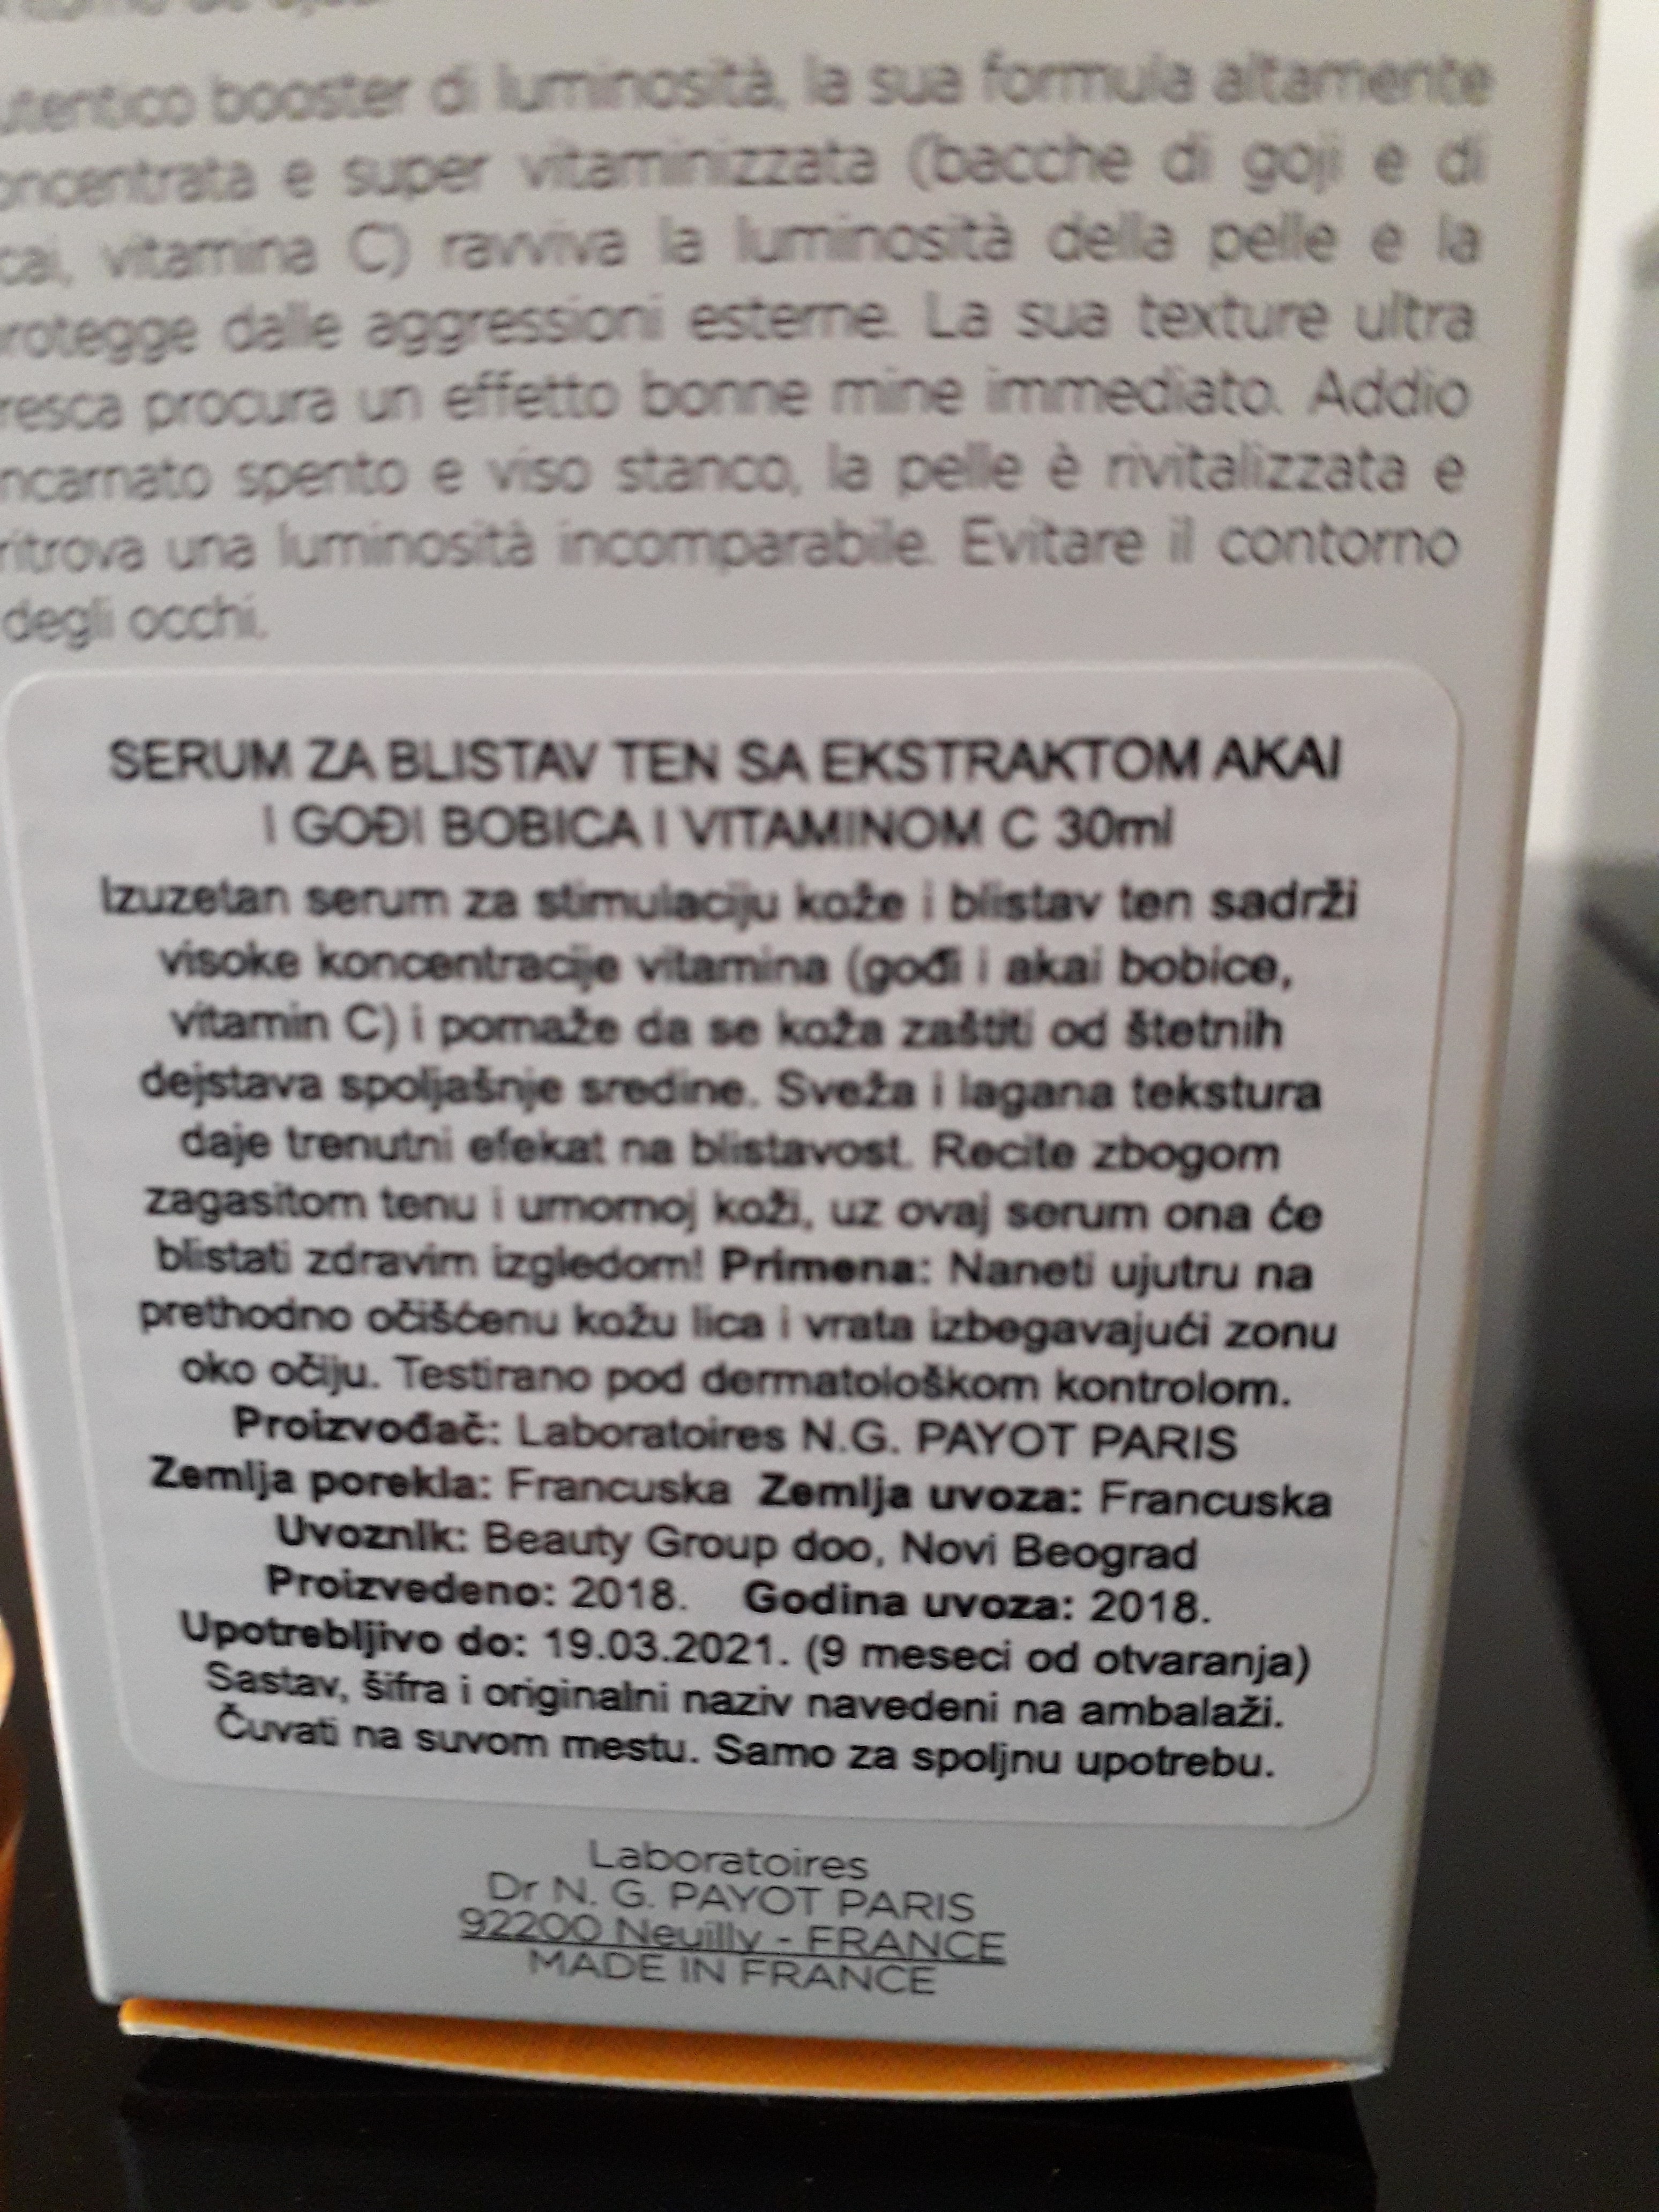 utentico booster di luminosità, la sua formula altamente
oncentrata e super vitaminizzata (bacche di goji e di
cai, vitamina C) ravviva la luminosità della pelle e la
rotegge dalle aggressioni esterne. La sua texture ultra
resca procura un effetto bonne mine immediato. Addio
ncarnato spento e viso stanco, la pelle è rivitalizzata e
ritrova una luminosità incomparabile. Evitare il contorno
degli occhi.
SERUM ZA BLISTAV TEN SA EKSTRAKTOM AKAI
I GOĐI BOBICA I VITAMINOM C 30ml
Izuzetan serum za stimulaciju kože i blistav ten sadrži
visoke koncentracije vitamina (gođi i akai bobice,
vitamin C) i pomaže da se koža zaštiti od štetnih
dejstava spoljašnje sredine. Sveža i lagana tekstura
daje trenutni efekat na blistavost. Recite zbogom
zagasitom tenu i umornoj koži, uz ovaj serum ona će
blistati zdravim izgledom! Primena: Naneti ujutru na
prethodno očišćenu kožu lica i vrata izbegavajući zonu
oko očiju. Testirano pod dermatološkom kontrolom.
Proizvođač: Laboratoires N.G. PAYOT PARIS
Zemlja porekla: Francuska Zemlja uvoza: Francuska
Uvoznik: Beauty Group doo, Novi Beograd
Proizvedeno: 2018. Godina uvoza: 2018.
Upotrebljivo do: 19.03.2021. (9 meseci od otvaranja)
Sastav, šifra i originalni naziv navedeni na ambalaži.
Čuvati na suvom mestu. Samo za spoljnu upotrebu.
Laboratoires
Dr N. G. PAYOT PARIS
92200 Neuilly - FRANCE
MADE IN FRANCE